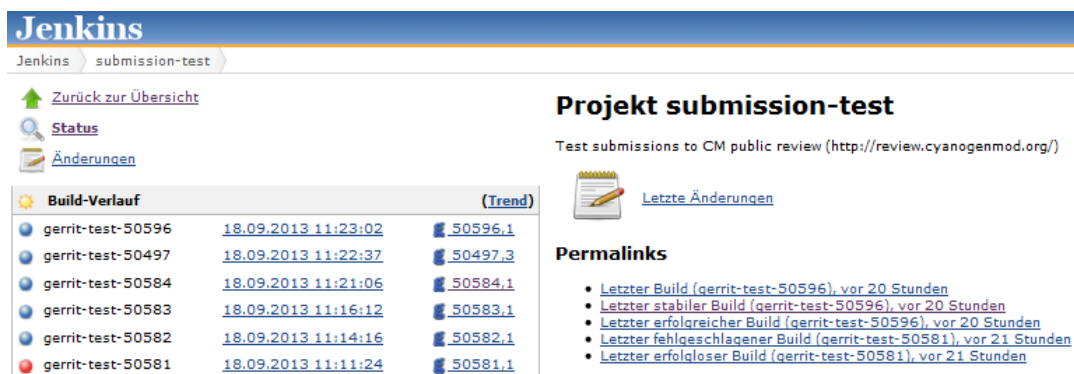 Jenkins
Jenkins submission-test
Zurück zur Übersicht
Status
Änderungen
Build-Verlauf (Trend)
gerrit-test-50596 18.09.2013 11:23:02 50596,1
gerrit-test-50497 18.09.2013 11:22:37 50497,3
gerrit-test-50584 18.09.2013 11:21:06 50584,1
gerrit-test-50583 18.09.2013 11:16:12 50583,1
gerrit-test-50582 18.09.2013 11:14:16 50582,1
gerrit-test-50581 18.09.2013 11:11:24 50581,1
Projekt submission-test
Test submissions to CM public review (http://review.cyanogenmod.org/)
Letzte Änderungen
Permalinks
Letzter Build (gerrit-test-50596), vor 20 Stunden
Letzter stabiler Build (gerrit-test-50596), vor 20 Stunden
Letzter erfolgreicher Build (gerrit-test-50596), vor 20 Stunden
Letzter fehlgeschlagener Build (gerrit-test-50581), vor 21 Stunden
Letzter erfolgloser Build (gerrit-test-50581), vor 21 Stunden